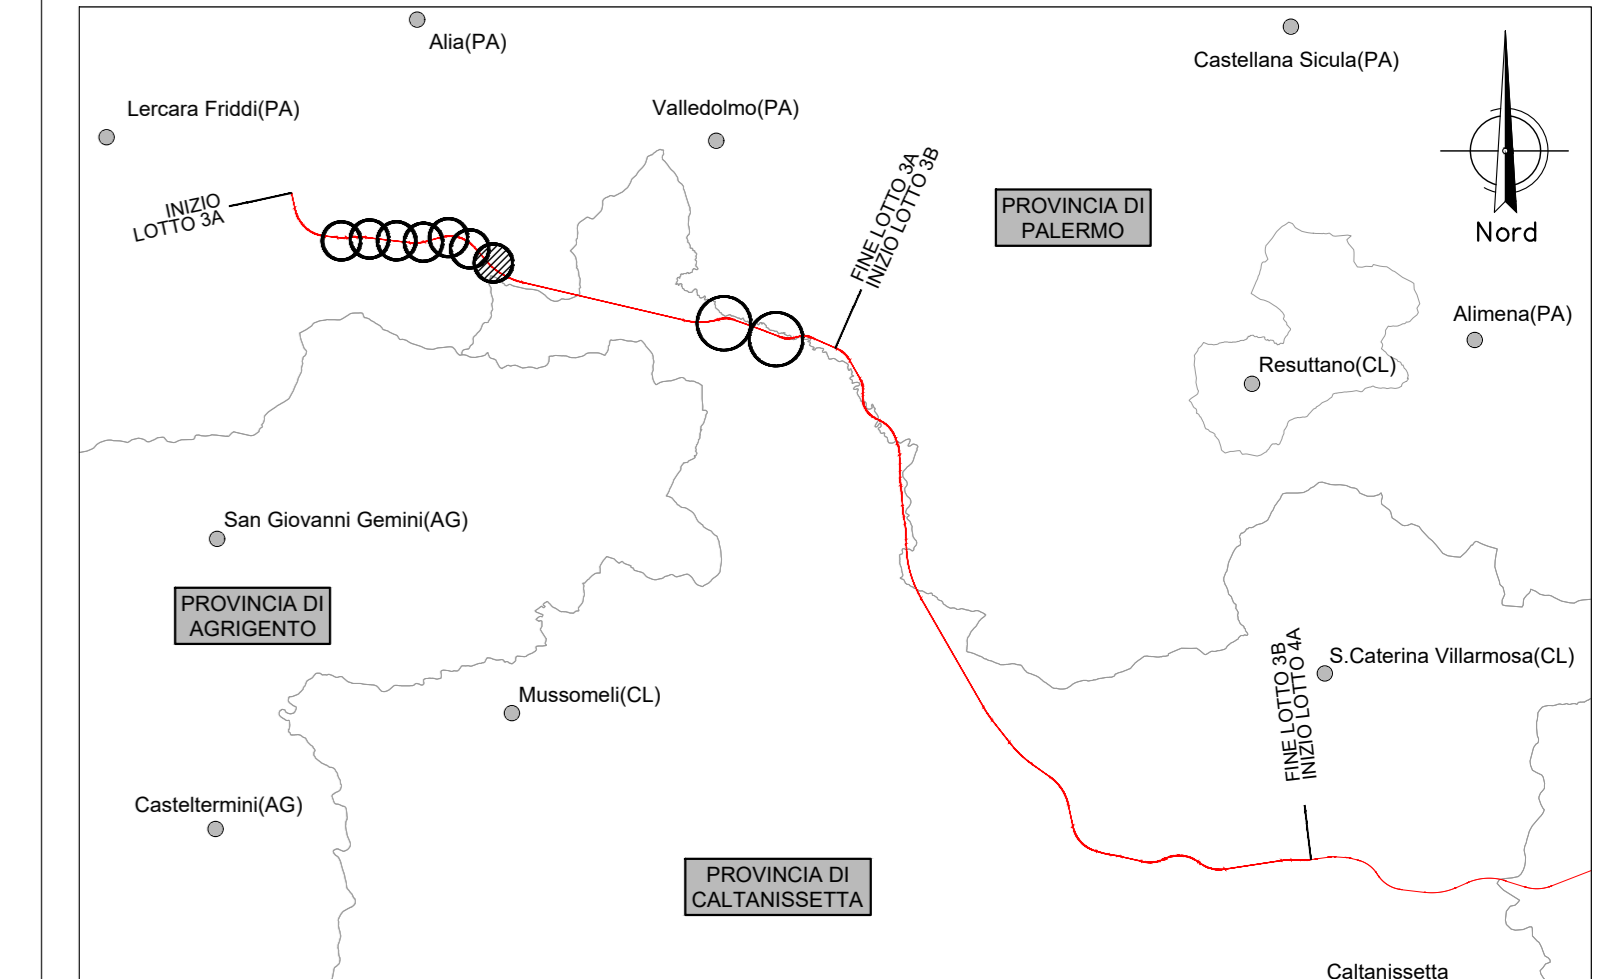 Alia(PA)
Castellana Sicula(PA)
Lercara Friddi(PA)
Valledolmo(PA)
INIZIO
LOTTO 3A
FINE LOTTO 3A
INIZIO LOTTO 3B
PROVINCIA DI
PALERMO
Nord
Alimena(PA)
Resuttano(CL)
San Giovanni Gemini(AG)
PROVINCIA DI
AGRIGENTO
FINE LOTTO 3B
INIZIO LOTTO 4A
S.Caterina Villarmosa(CL)
Mussomeli(CL)
Casteltermini(AG)
PROVINCIA DI
CALTANISSETTA
Caltanissetta